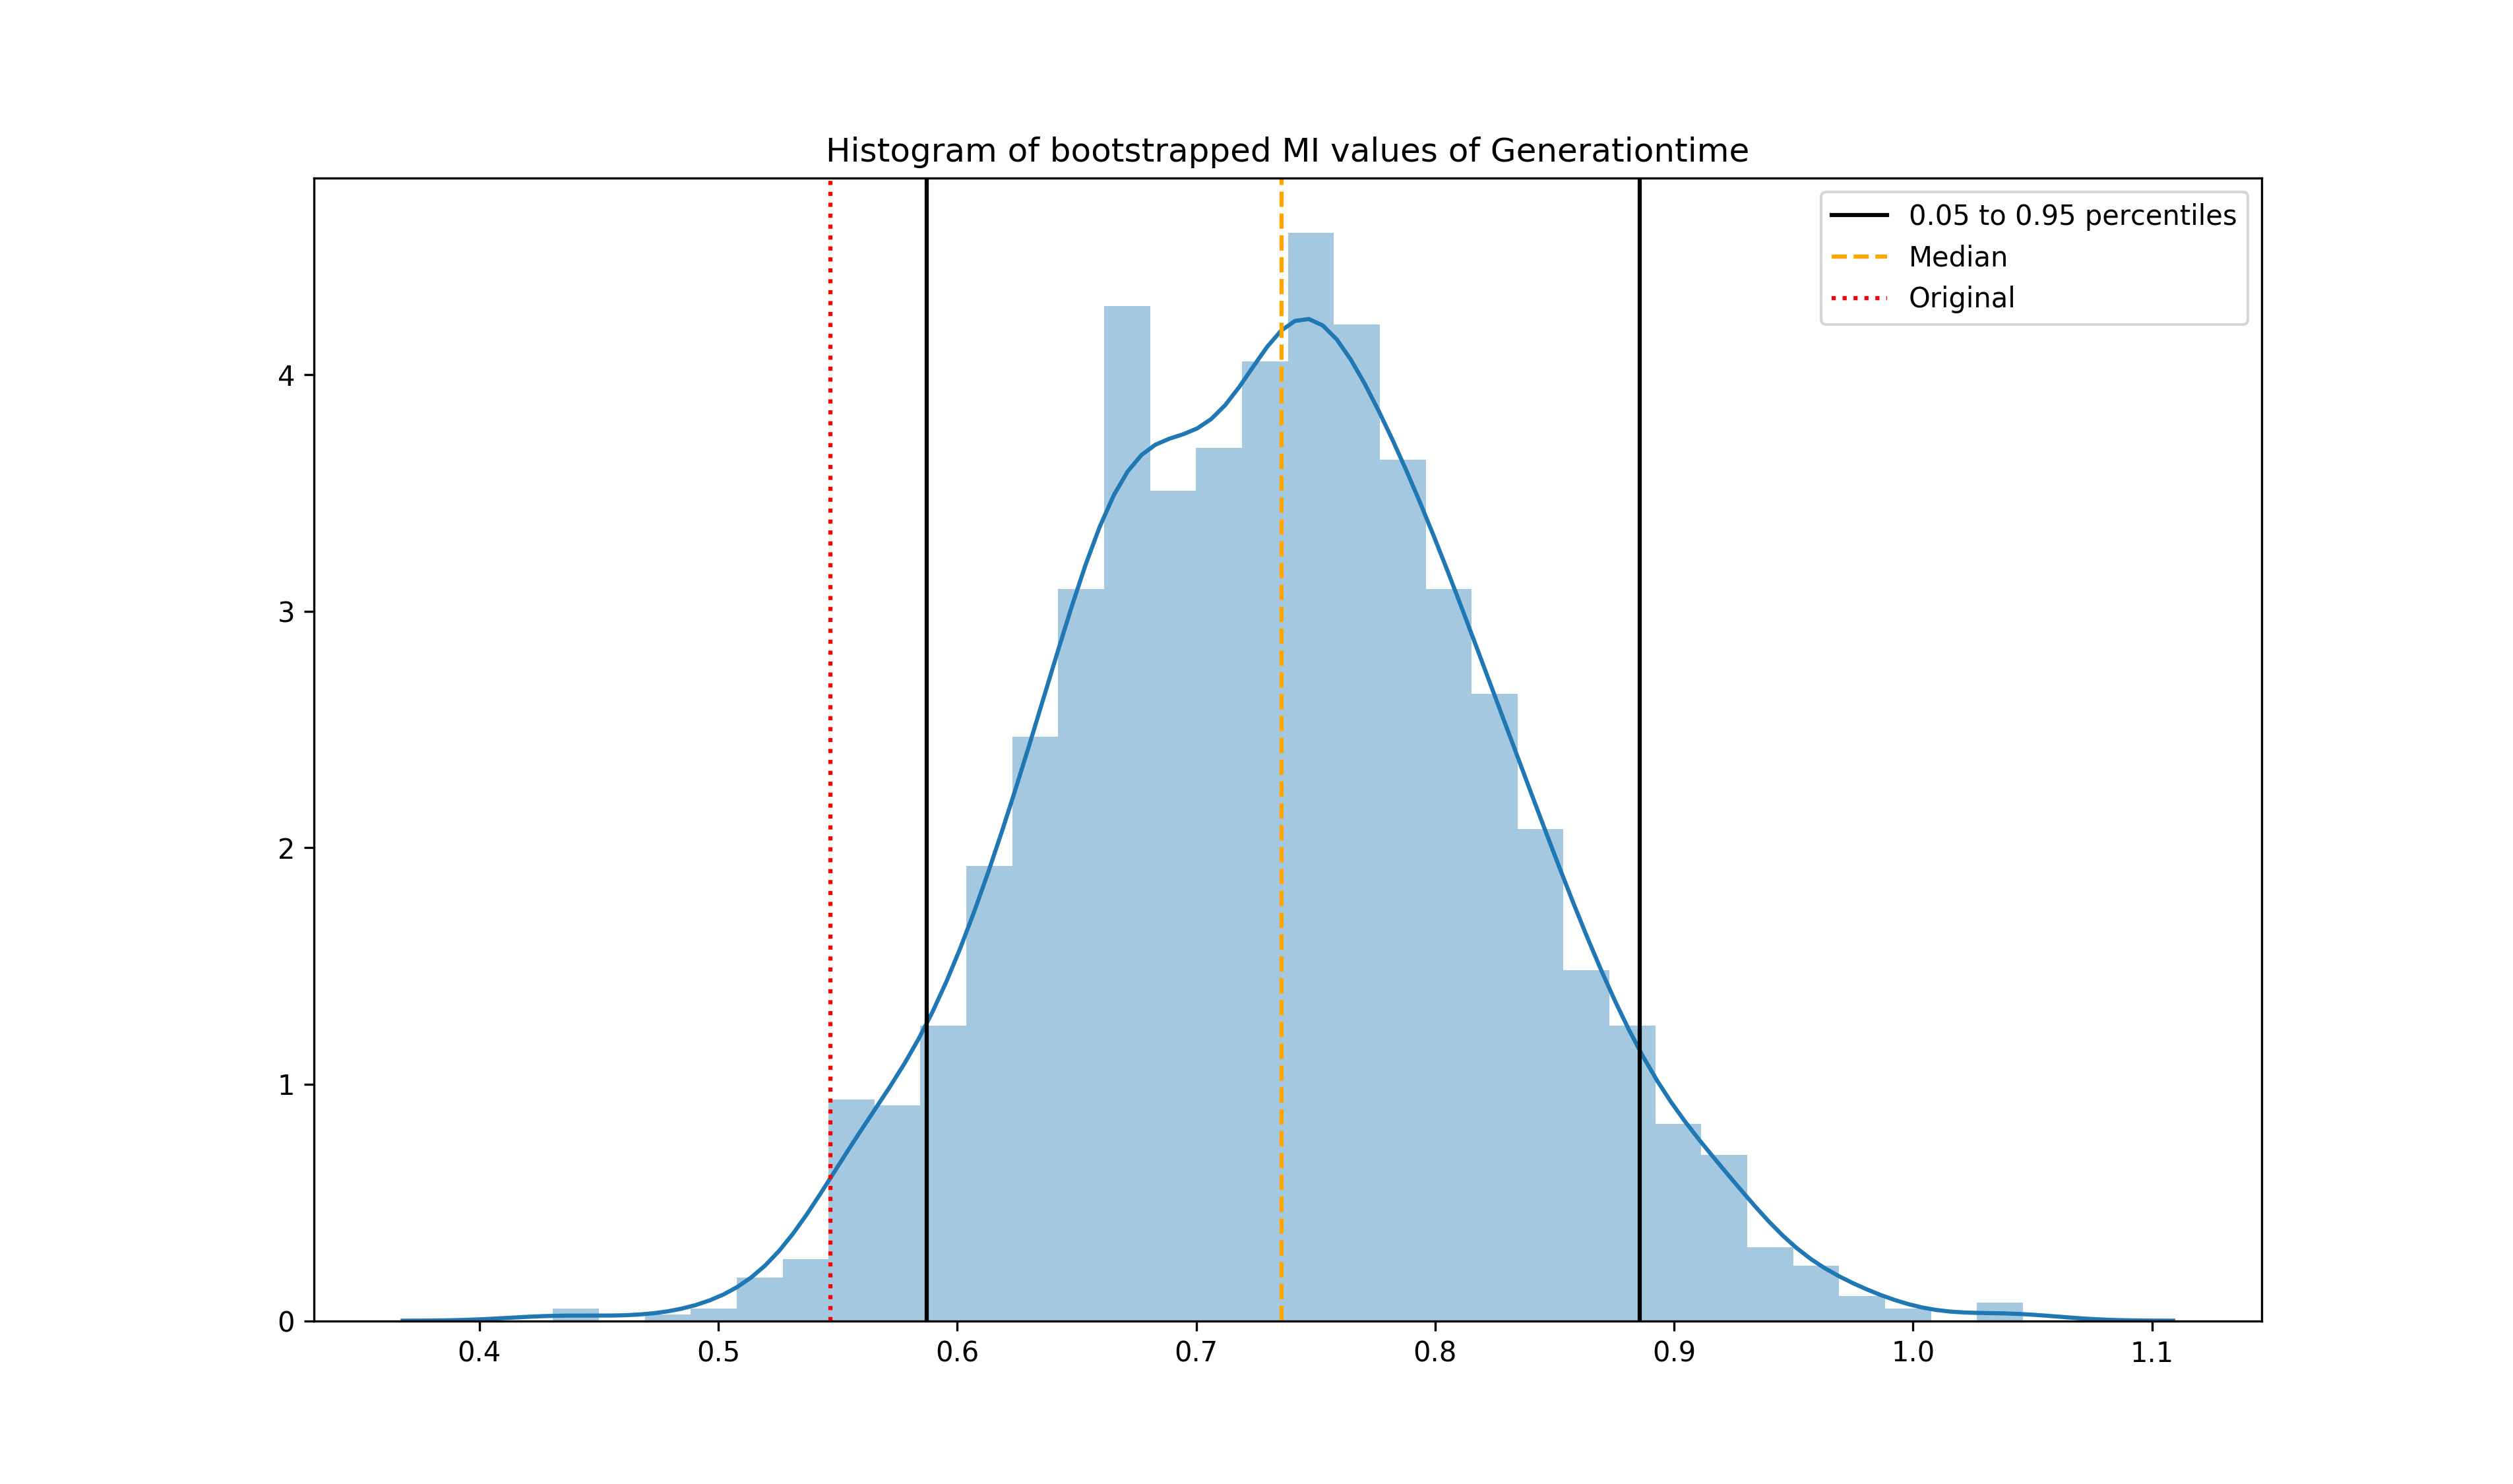 Histogram of bootstrapped MI values of Generationtime
0.05 to 0.95 percentiles
Median
Original
4
3
2
1
0
0.4 0.5 0.6 0.7 0.8 0.9 1.0 1.1